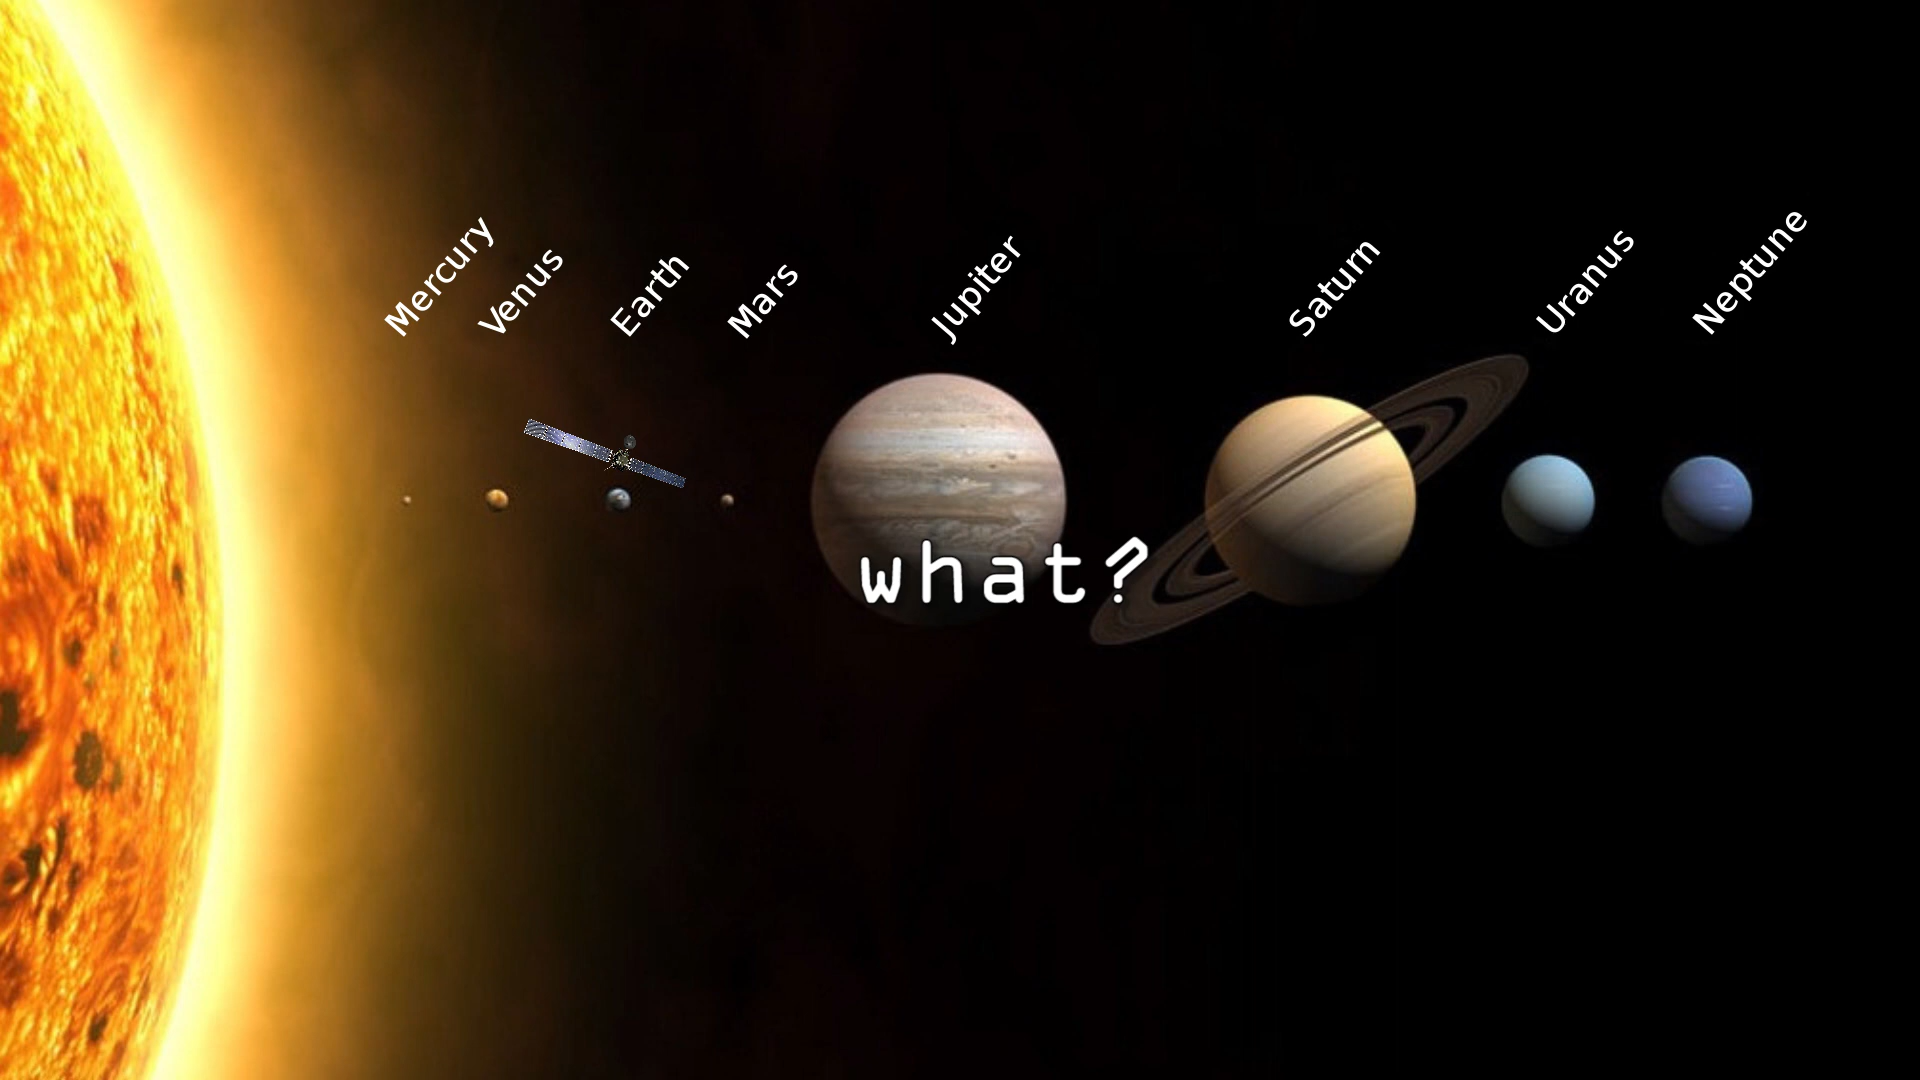 Mercury
Venus
Earth
Mars
Jupiter
Saturn
Uranus
Neptune
what?